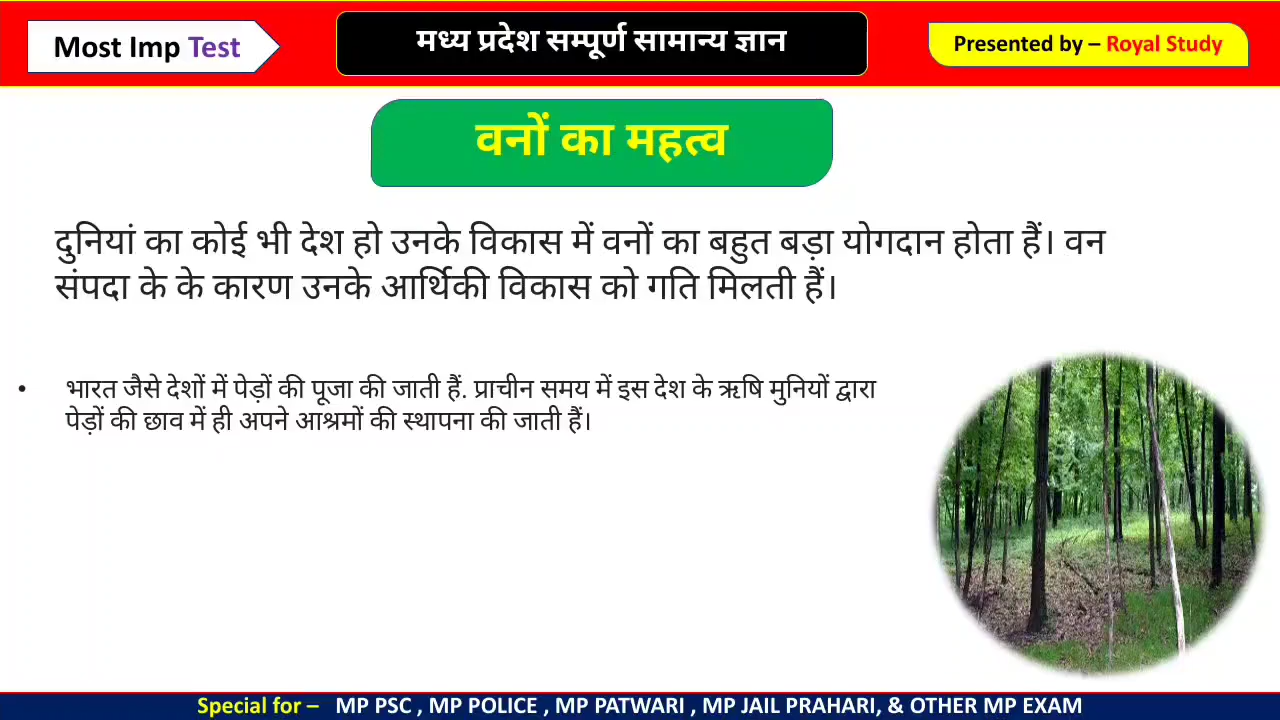 Most Imp Test
मध्य प्रदेश सम्पूर्ण सामान्य ज्ञान
Presented by – Royal Study
वनों का महत्व
दुनियां का कोई भी देश हो उनके विकास में वनों का बहुत बड़ा योगदान होता हैं। वन
संपदा के के कारण उनके आर्थिकी विकास को गति मिलती हैं।
• भारत जैसे देशों में पेड़ों की पूजा की जाती हैं. प्राचीन समय में इस देश के ऋषि मुनियों द्वारा
पेड़ों की छाव में ही अपने आश्रमों की स्थापना की जाती हैं।
Special for – MP PSC , MP POLICE , MP PATWARI , MP JAIL PRAHARI, & OTHER MP EXAM